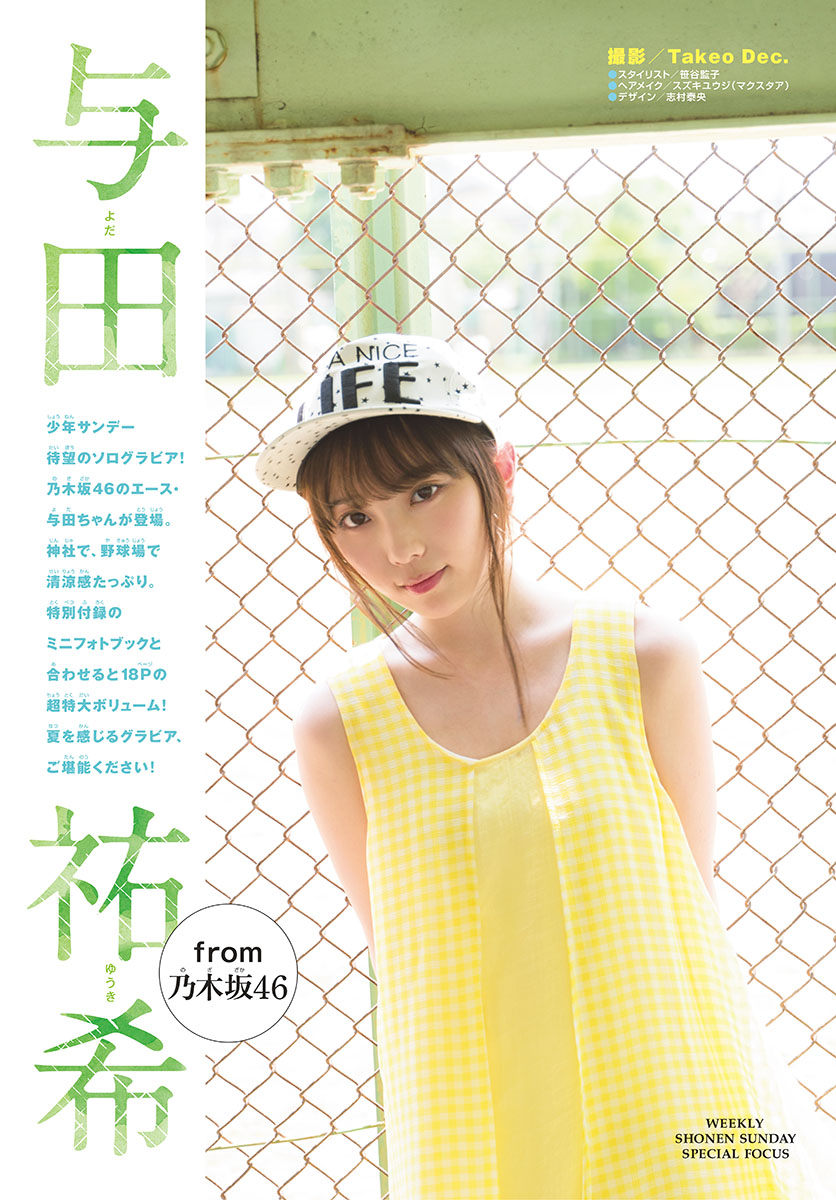 与田
よだ
祐希
ゆうき
少年サンデー
待望のソログラビア!
乃木坂46のエース・
与田ちゃんが登場。
神社で、野球場で
清涼感たっぷり。
特別付録の
ミニフォトブックと
合わせると18Pの
超特大ボリューム!
夏を感じるグラビア、
ご堪能ください!
from
乃木坂46
撮影/Takeo Dec.
●スタイリスト/笹谷監子
●ヘアメイク/スズキユウジ(マクスタア)
●デザイン/志村泰央
A NICE
LIFE
WEEKLY
SHONEN SUNDAY
SPECIAL FOCUS